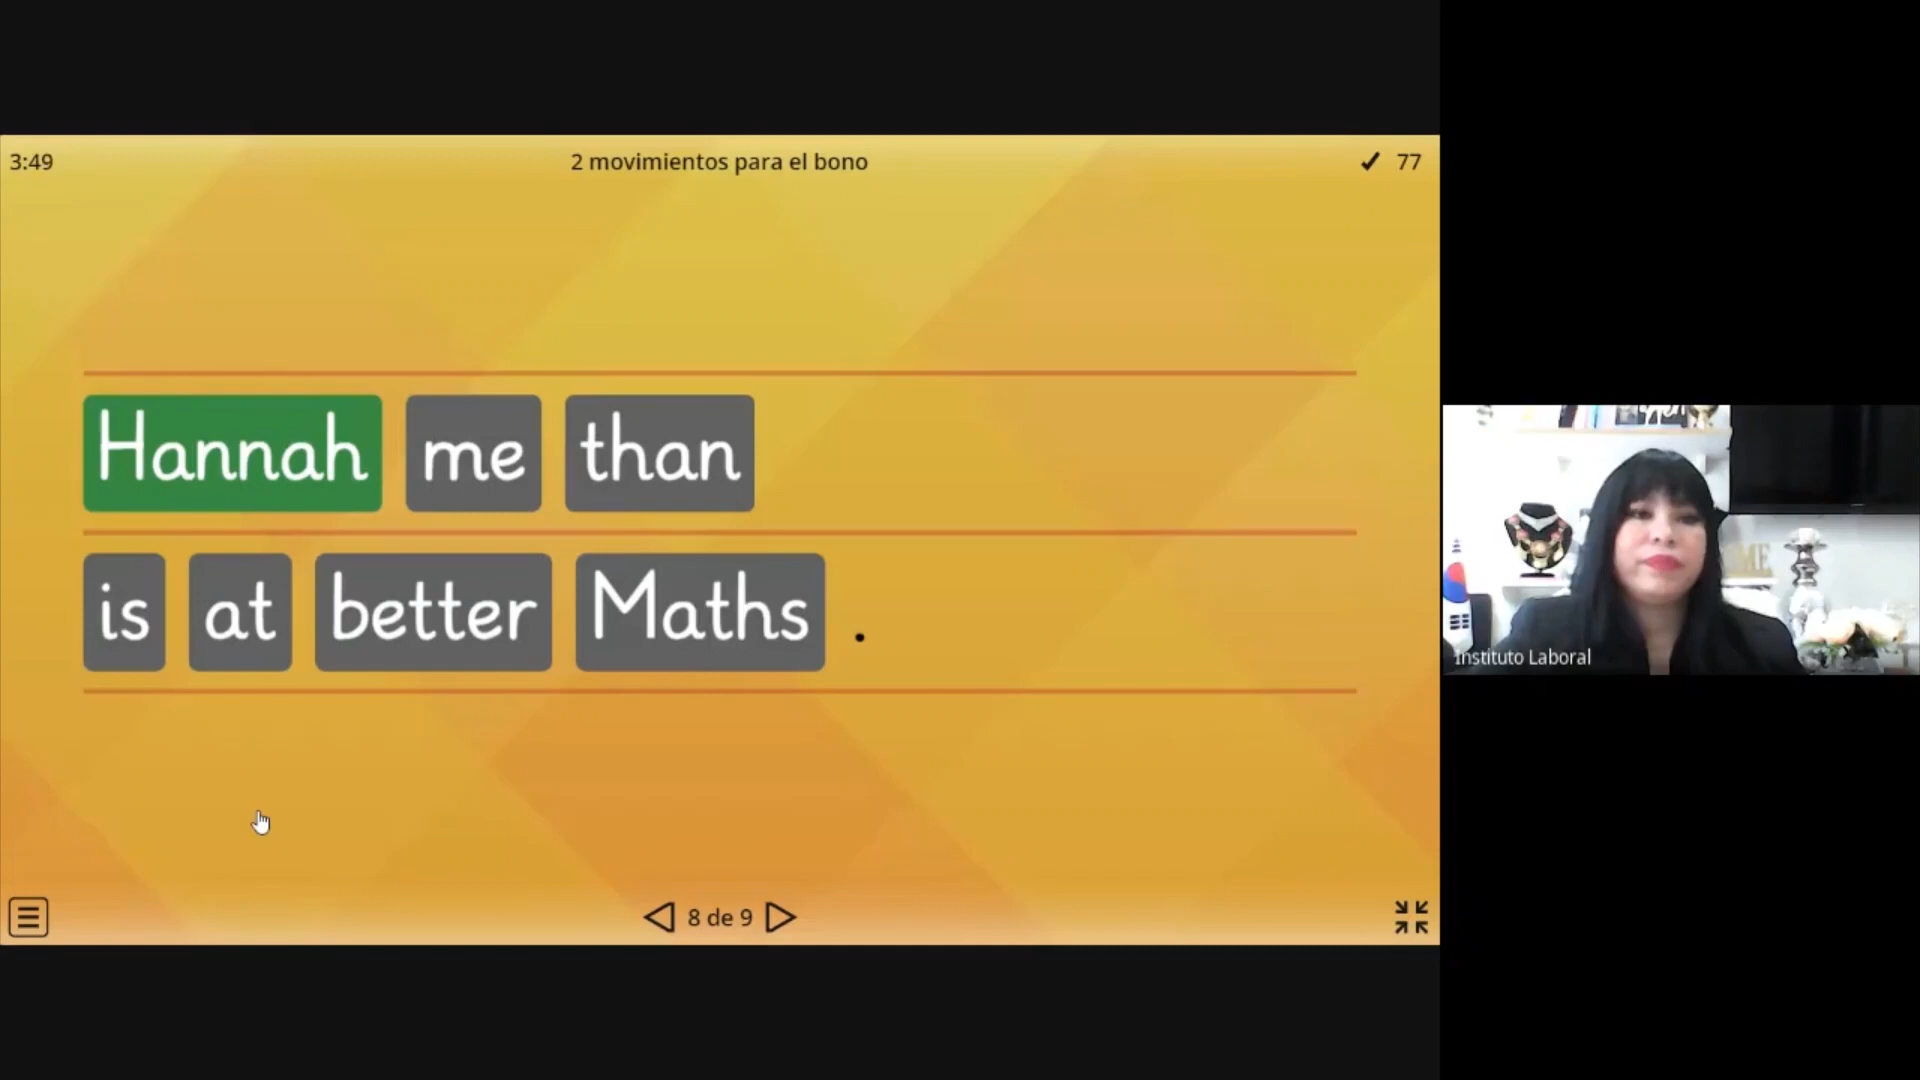 3:49
2 movimientos para el bono
✓ 77
Hannah me than
is at better Maths .
8 de 9
Instituto Laboral